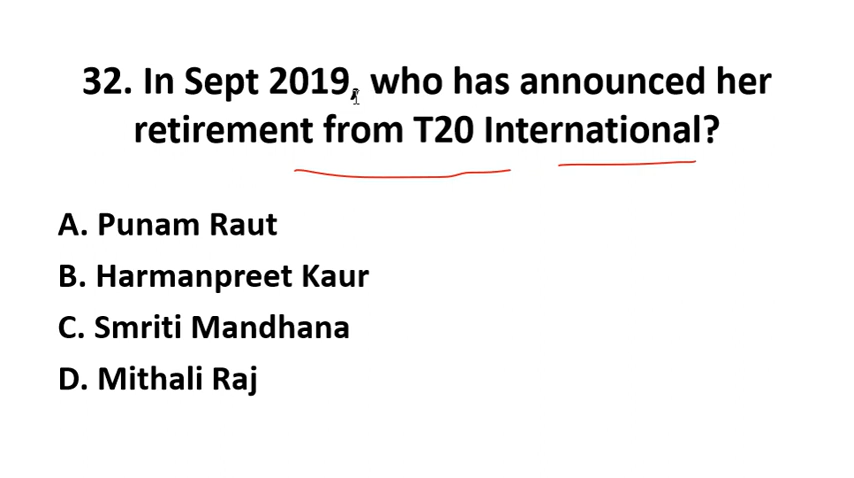 32. In Sept 2019, who has announced her
retirement from T20 International?
A. Punam Raut
B. Harmanpreet Kaur
C. Smriti Mandhana
D. Mithali Raj